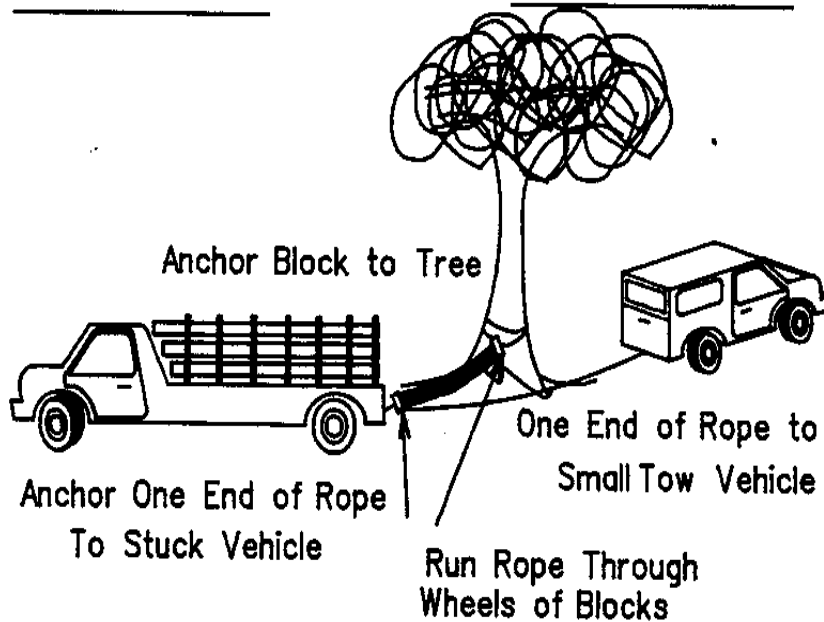 Anchor Block to Tree
One End of Rope to
Small Tow Vehicle
Anchor One End of Rope
To Stuck Vehicle
Run Rope Through
Wheels of Blocks